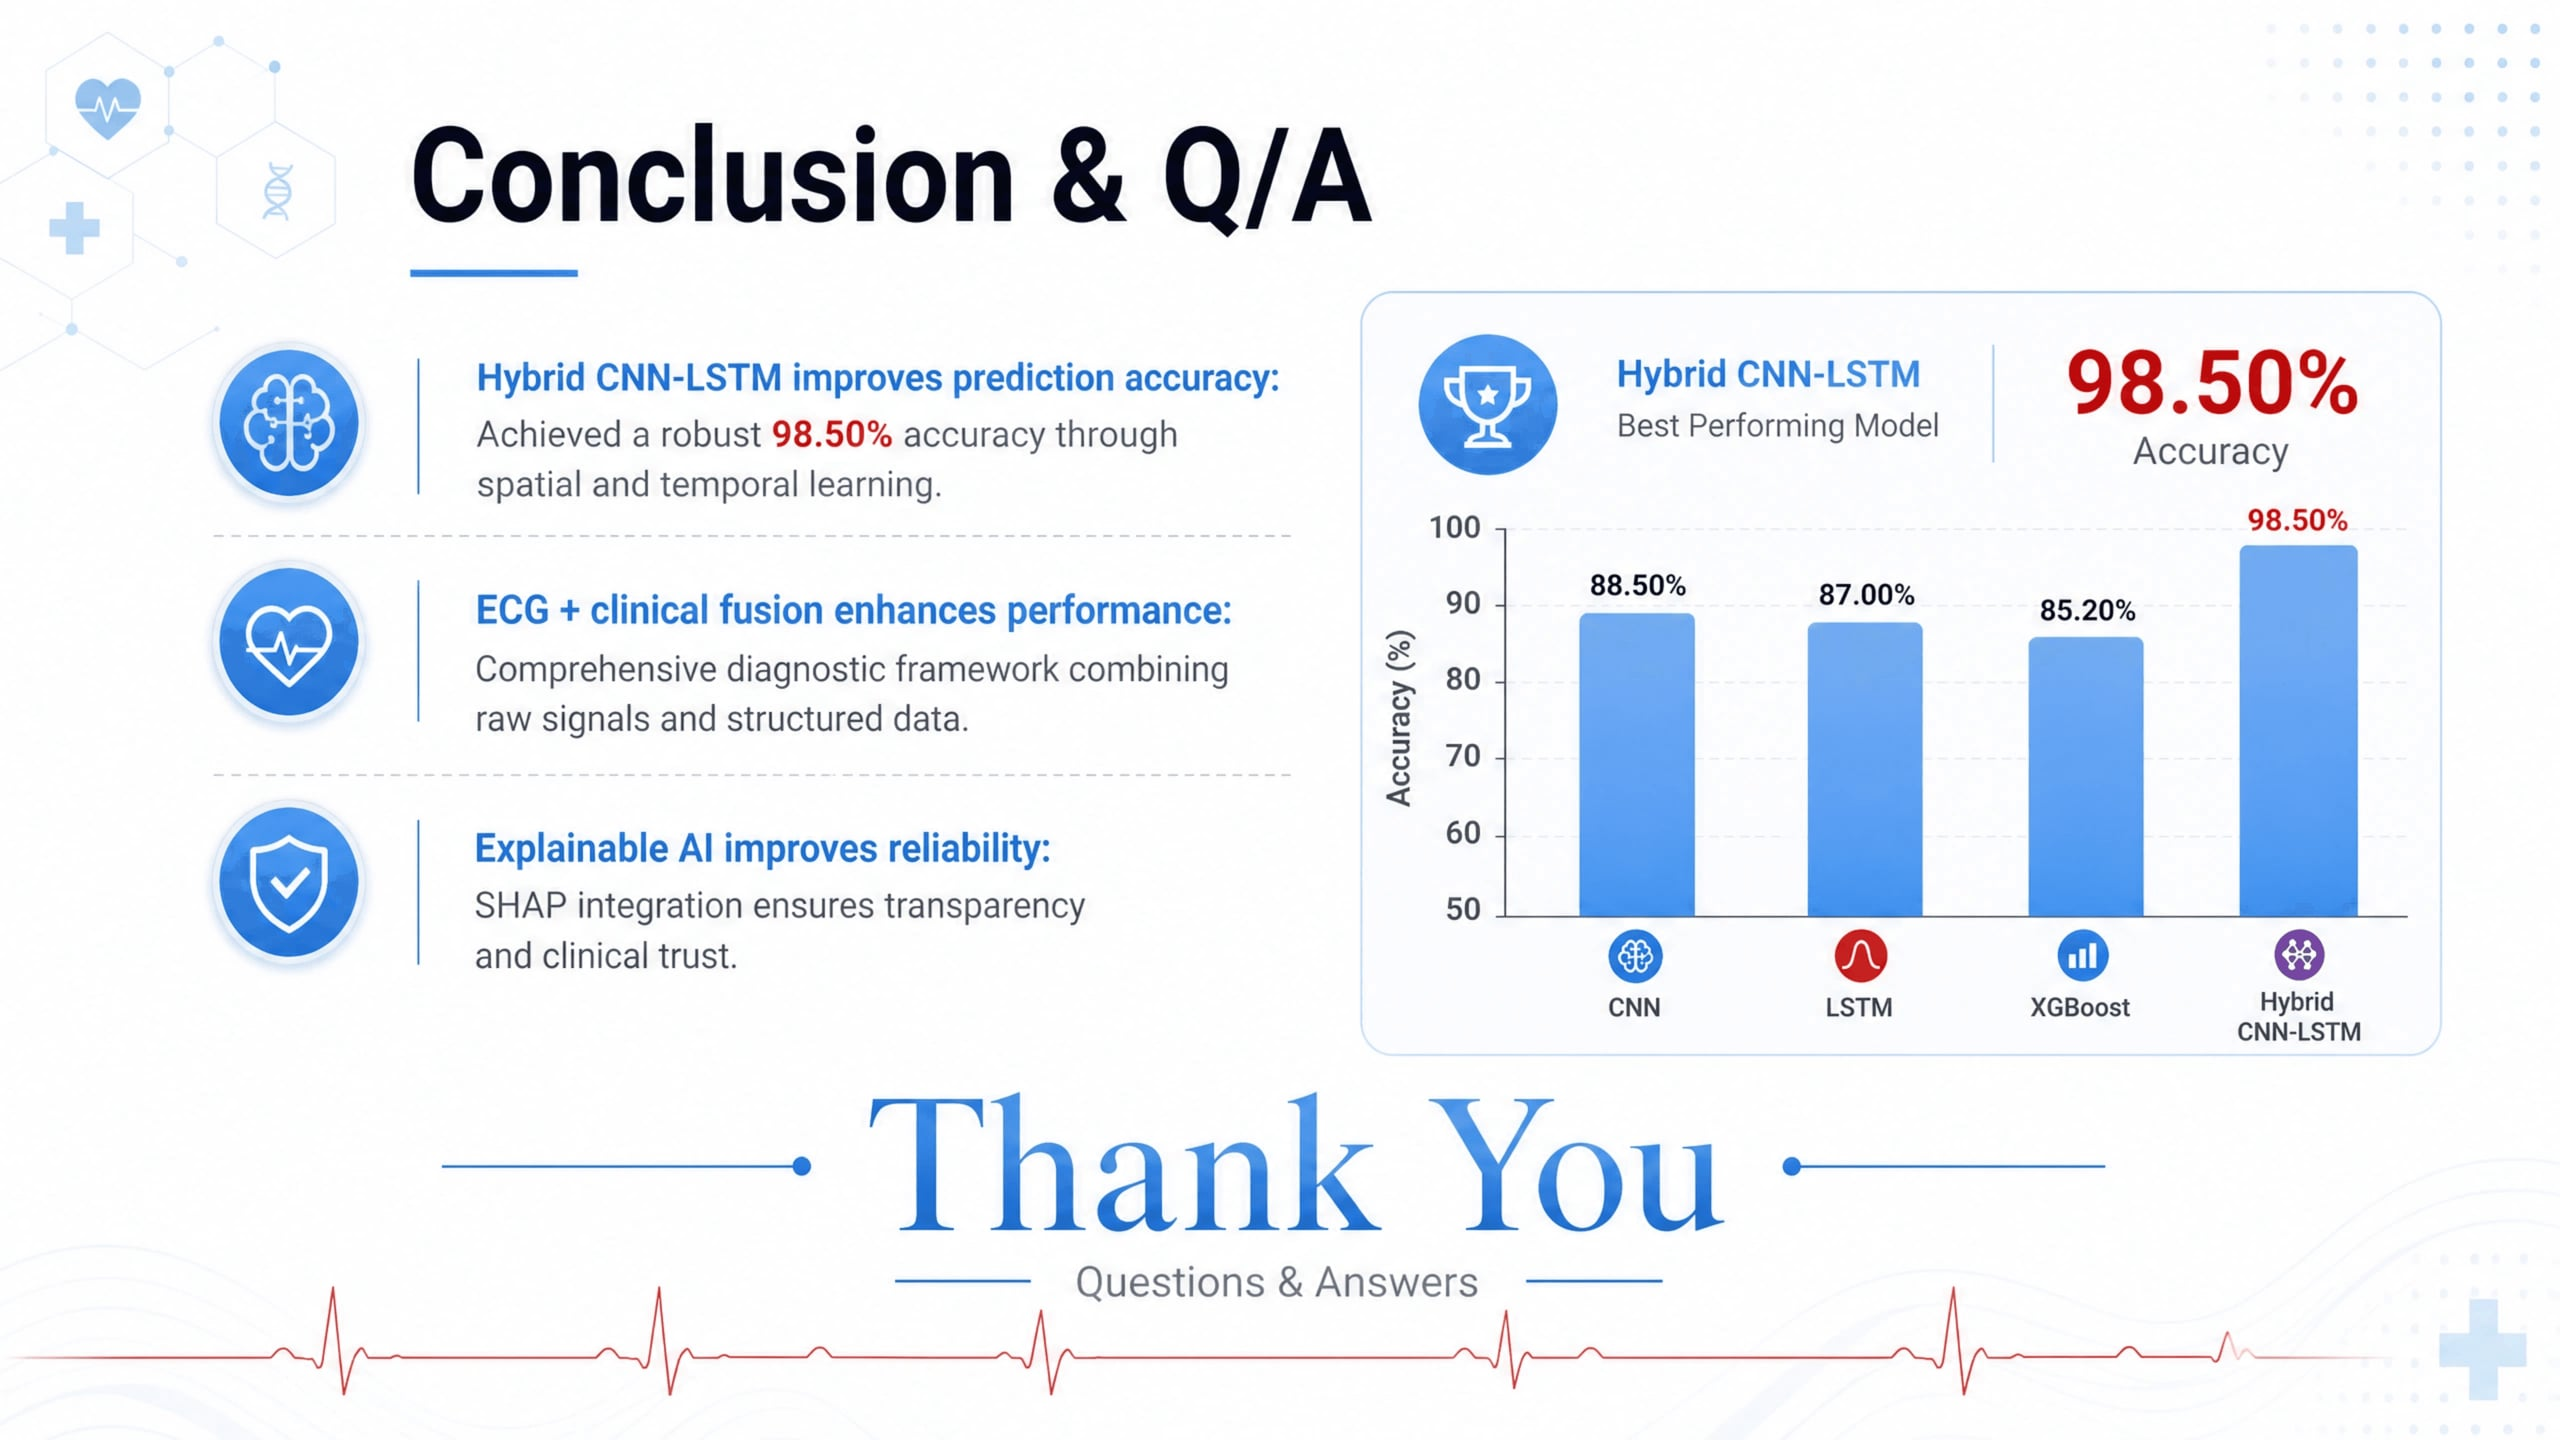 Conclusion & Q/A
Hybrid CNN-LSTM improves prediction accuracy:
Achieved a robust 98.50% accuracy through
spatial and temporal learning.
ECG + clinical fusion enhances performance:
Comprehensive diagnostic framework combining
raw signals and structured data.
Explainable AI improves reliability:
SHAP integration ensures transparency
and clinical trust.
Hybrid CNN-LSTM
Best Performing Model
98.50%
Accuracy
Accuracy (%)
100
90
80
70
60
50
88.50%
87.00%
85.20%
98.50%
CNN
LSTM
XGBoost
Hybrid
CNN-LSTM
Thank You
Questions & Answers